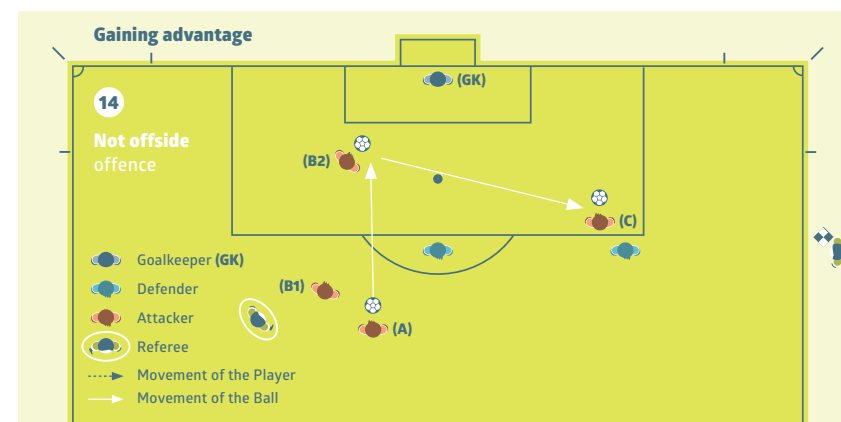 Gaining advantage
(GK)
14
Not offside
offence
(B2)
(C)
Goalkeeper (GK)
Defender
(B1)
Attacker
(A)
Referee
Movement of the Player
Movement of the Ball